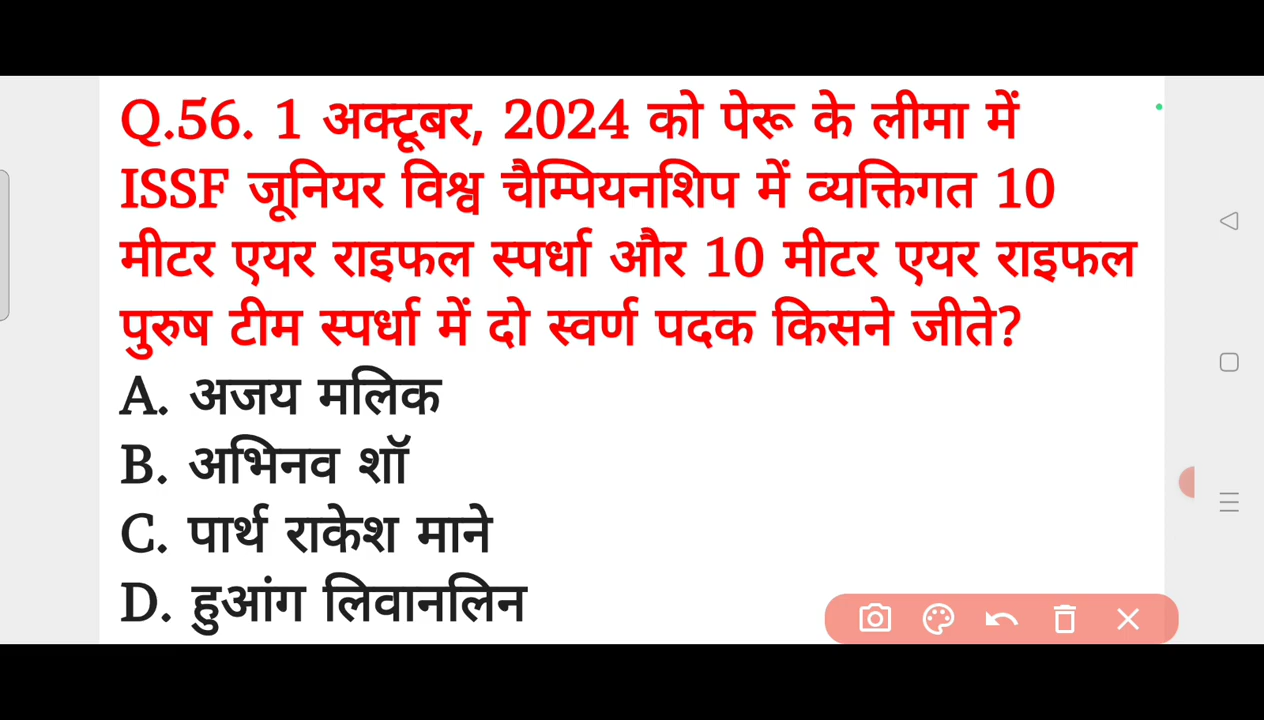 Q.56. 1 अक्टूबर, 2024 को पेरू के लीमा में
ISSF जूनियर विश्व चैम्पियनशिप में व्यक्तिगत 10
मीटर एयर राइफल स्पर्धा और 10 मीटर एयर राइफल
पुरुष टीम स्पर्धा में दो स्वर्ण पदक किसने जीते?
A. अजय मलिक
B. अभिनव शॉ
C. पार्थ राकेश माने
D. हुआंग लिवानलिन